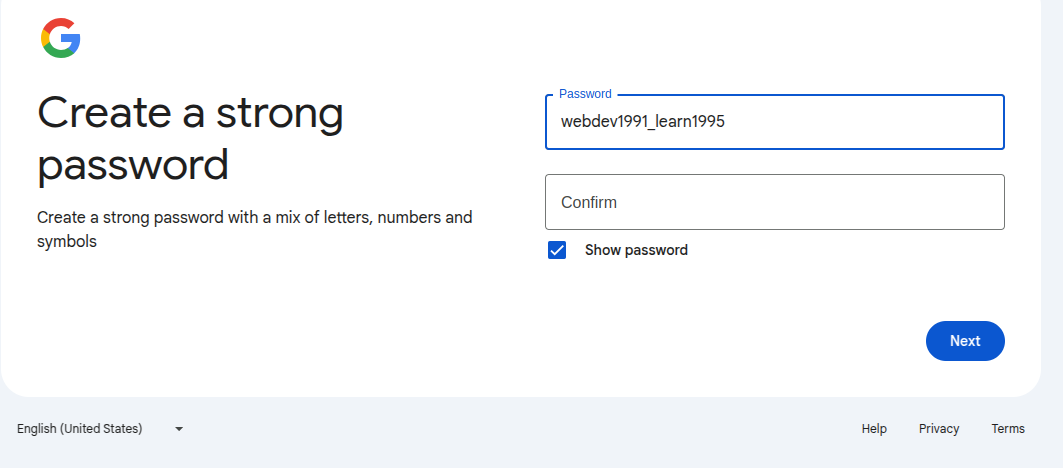 Create a strong
password
Create a strong password with a mix of letters, numbers and
symbols
Password
webdev1991_learn1995
Confirm
Show password
Next
English (United States)
Help
Privacy
Terms